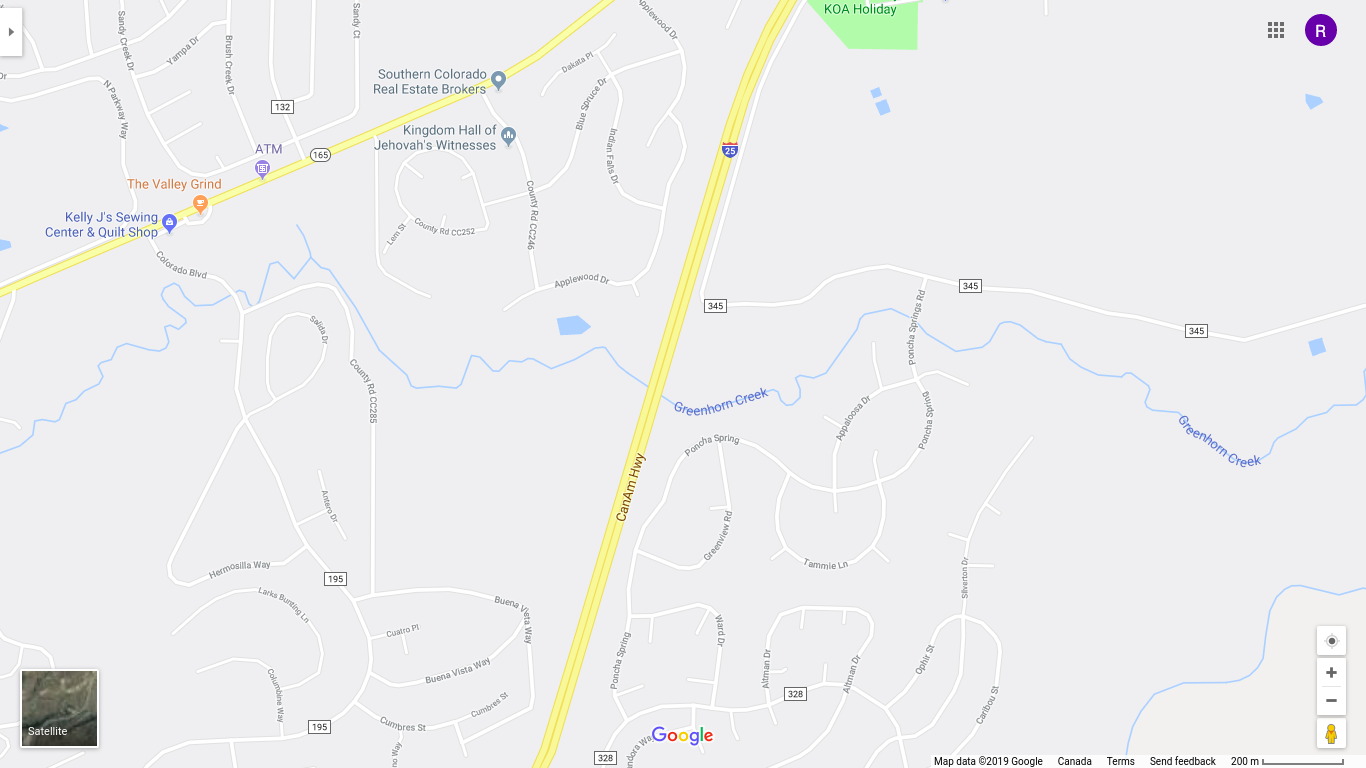 KOA Holiday
R
Sandy Creek Dr
Yampa Dr
Brush Creek Dr
Sandy Ct
Applewood Dr
Dr
N Parkway Way
132
Southern Colorado
Real Estate Brokers
Dakata Pl
Blue Spruce Dr
Indian Falls Dr
Kingdom Hall of
Jehovah's Witnesses
ATM
165
25
The Valley Grind
Kelly J's Sewing
Center & Quilt Shop
Colorado Blvd
Lem St
County Rd CC252
County Rd CC246
Applewood Dr
345
345
345
Poncha Springs Rd
Salida Dr
County Rd CC285
Greenhorn Creek
Greenhorn Creek
Appaloosa Dr
Poncha Spring
Poncha Spring
CanAm Hwy
Antero Dr
Greenview Rd
Tammie Ln
Silverton Dr
Hermosilla Way
195
Larks Bunting Ln
Buena Vista Way
Cuatro Pl
Buena Vista Way
Columbine Way
Cumbres St
Cumbres St
195
Poncha Spring
Ward Dr
Altman Dr
Altman Dr
328
Ophir St
Caribou St
328
Satellite
Google
Map data ©2019 Google
Canada
Terms
Send feedback
200 m